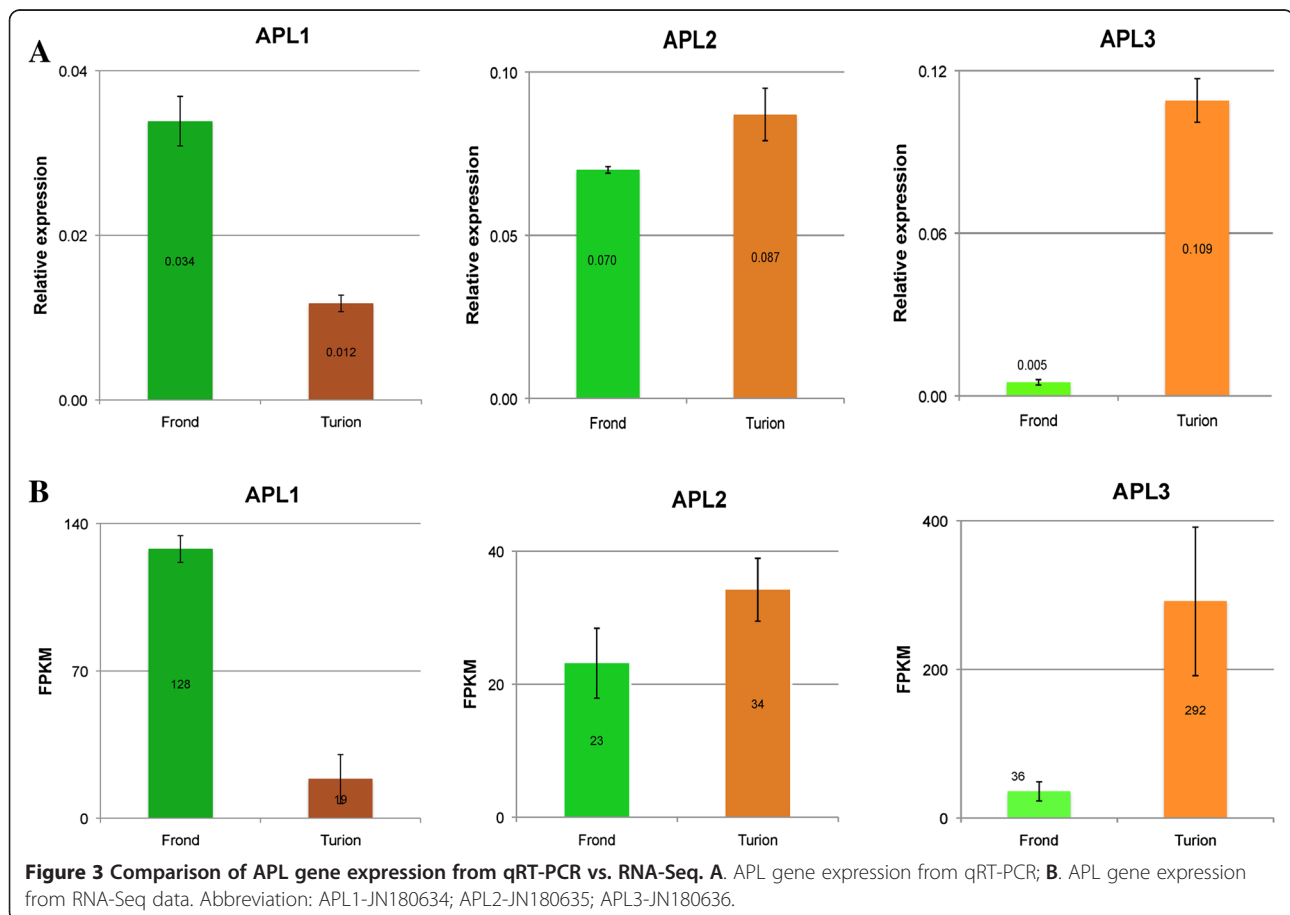 A
APL1
0.04
0.02
0.00
Relative expression
0.034
0.012
Frond
Turion
APL2
0.10
0.05
0.00
Relative expression
0.070
0.087
Frond
Turion
APL3
0.12
0.06
0.00
Relative expression
0.005
0.109
Frond
Turion
B
APL1
140
70
0
FPKM
128
19
Frond
Turion
APL2
40
20
0
FPKM
23
34
Frond
Turion
APL3
400
200
0
FPKM
36
292
Frond
Turion
Figure 3 Comparison of APL gene expression from qRT-PCR vs. RNA-Seq. A. APL gene expression from qRT-PCR; B. APL gene expression
from RNA-Seq data. Abbreviation: APL1-JN180634; APL2-JN180635; APL3-JN180636.